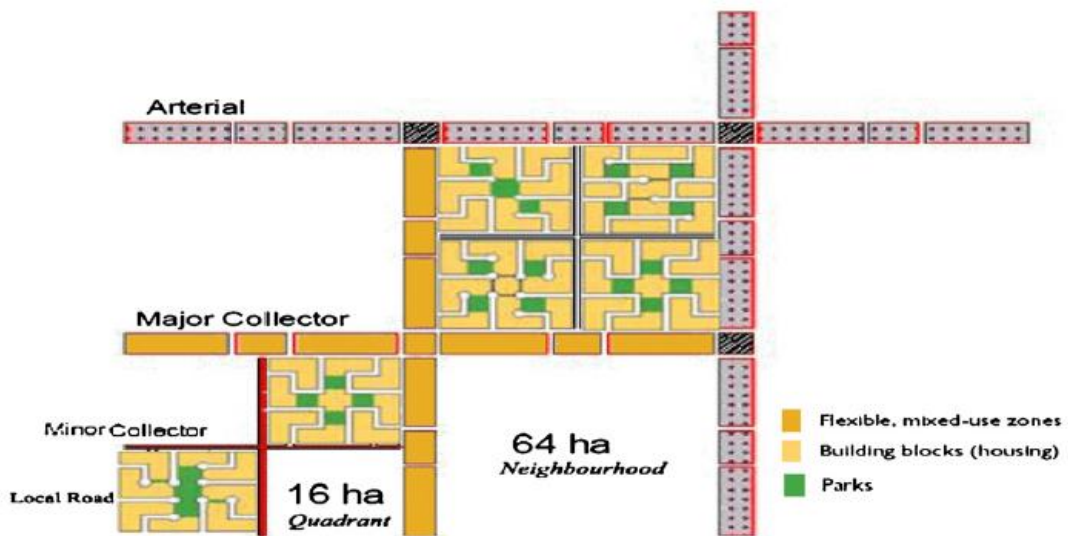 Arterial
Major Collector
Minor Collector
Local Road
16 ha
Quadrant
64 ha
Neighbourhood
Flexible, mixed-use zones
Building blocks (housing)
Parks